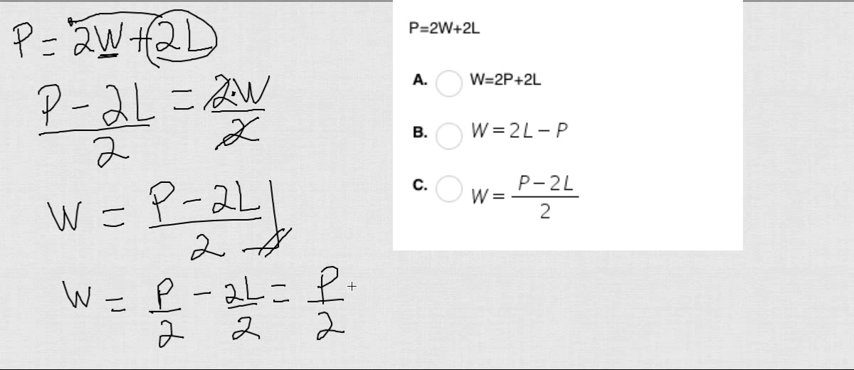 P = 2W + 2L
P - 2L / 2 = 2W / 2
W = P - 2L / 2
W = P / 2 - 2L / 2 = P / 2
P=2W+2L
A. W=2P+2L
B. W = 2L - P
C. W = P - 2L / 2